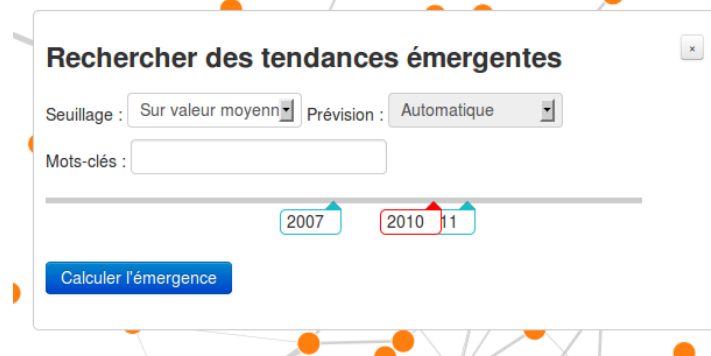 Rechercher des tendances émergentes
×
Seuillage : Sur valeur moyenn Prévision : Automatique
Mots-clés :
2007 2010 11
Calculer l'émergence